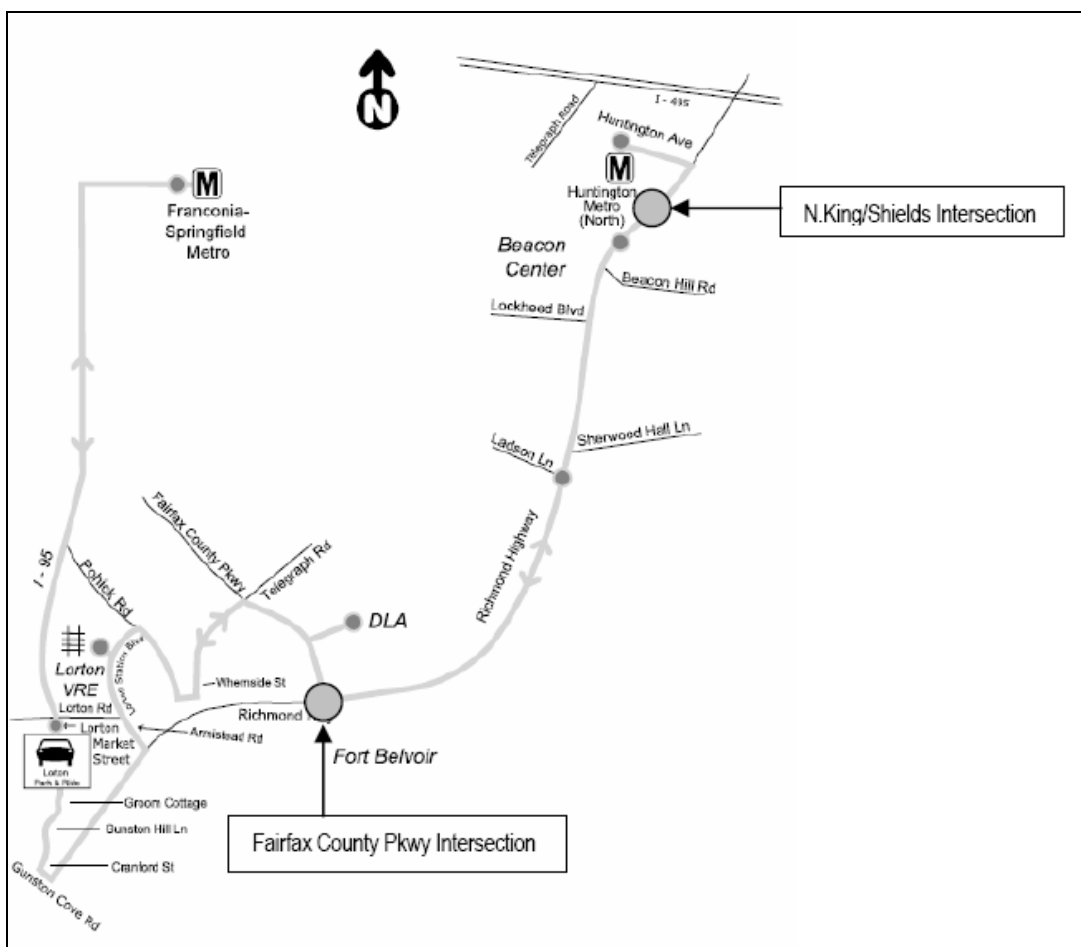 N
I - 495
Telegraph Road
Huntington Ave
M
Huntington
Metro
(North)
N.King/Shields Intersection
M
Franconia-
Springfield
Metro
Beacon
Center
Beacon Hill Rd
Lockheed Blvd
Sherwood Hall Ln
Ladson Ln
Richmond Highway
Fairfax County Pkwy
Telegraph Rd
I - 95
Pohick Rd
DLA
Lorton
VRE
Lorton Station Blvd
Whernside St
Lorton Rd
Richmond
Armistead Rd
Lorton
Market
Street
Fort Belvoir
Loton
Park & Ride
Groom Cottage
Gunston Hill Ln
Cranford St
Gunston Cove Rd
Fairfax County Pkwy Intersection